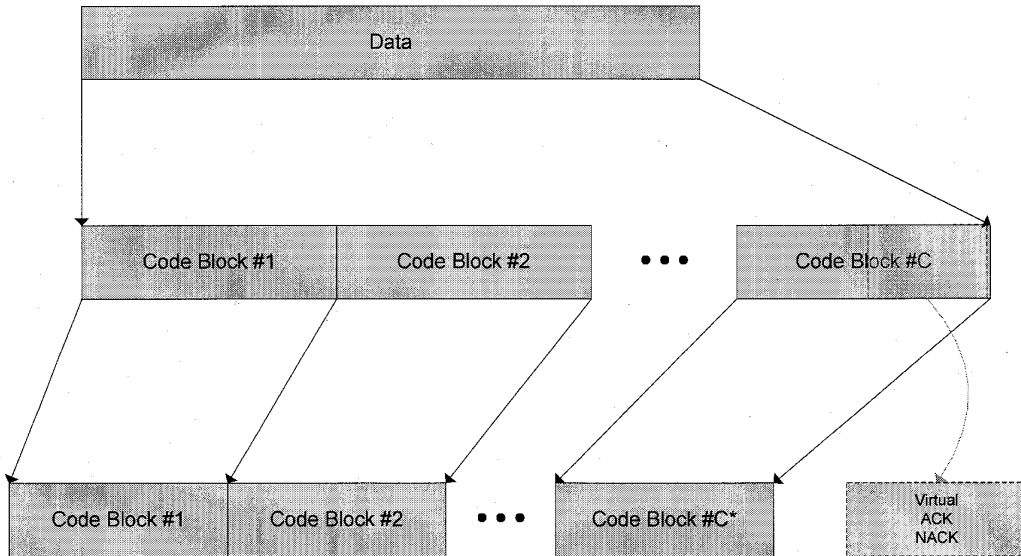 Data
Code Block #1
Code Block #2
Code Block #C
Code Block #1
Code Block #2
Code Block #C*
Virtual
ACK
NACK